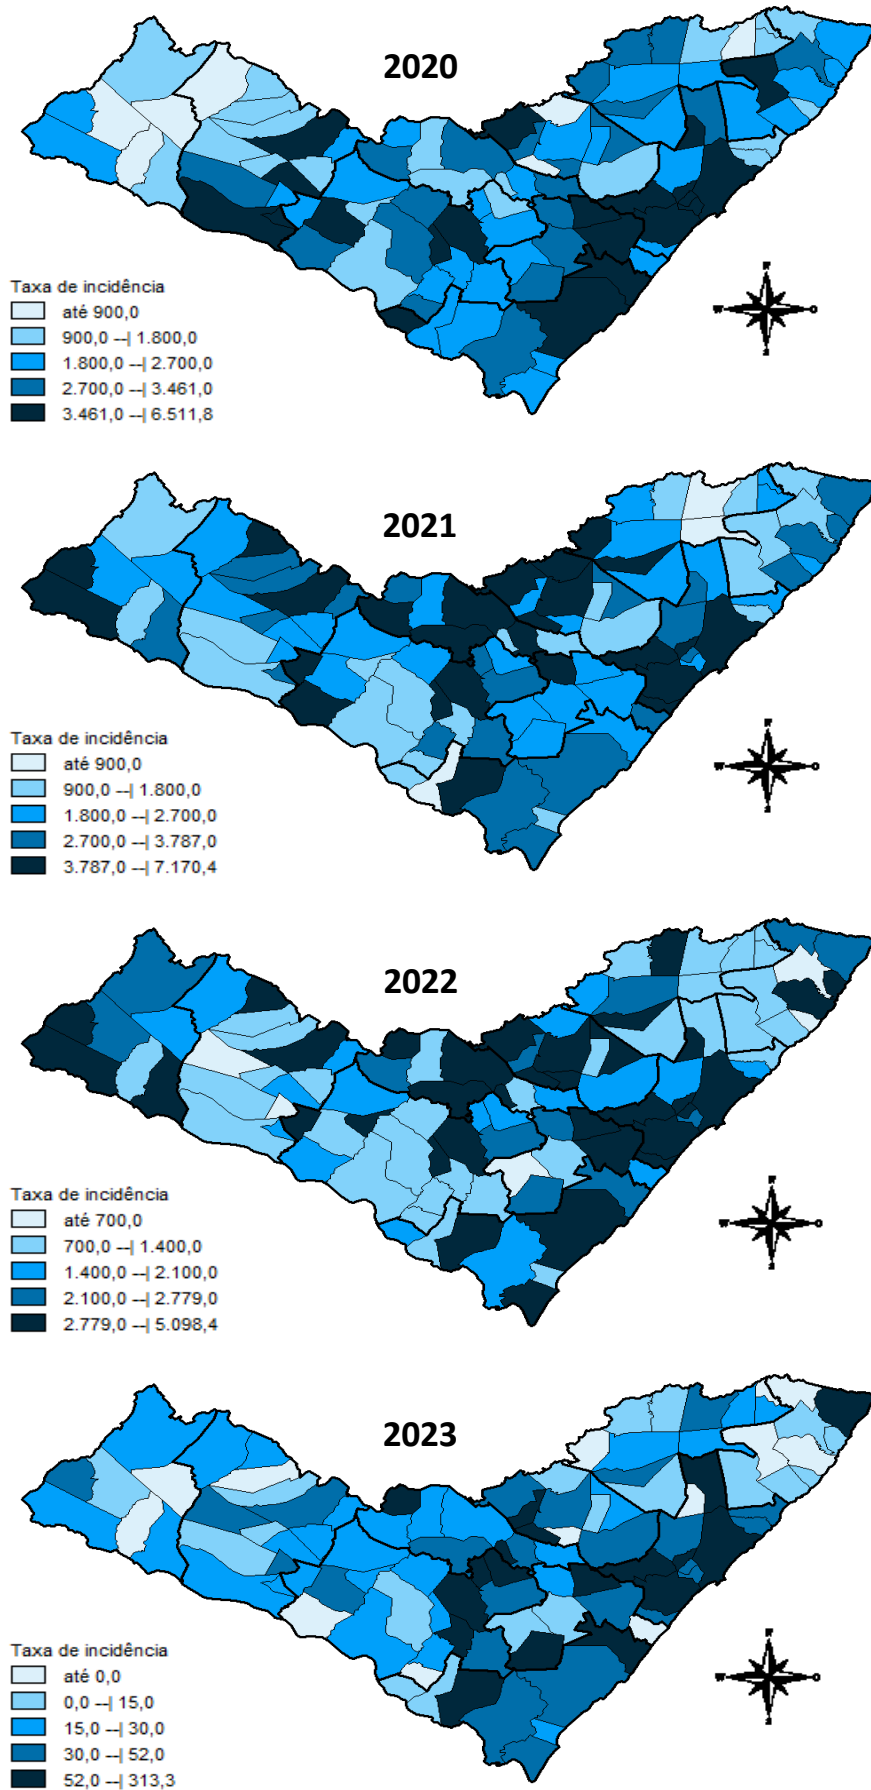 2020
Taxa de incidência
até 900,0
900,0 --| 1.800,0
1.800,0 --| 2.700,0
2.700,0 --| 3.461,0
3.461,0 --| 6.511,8
2021
Taxa de incidência
até 900,0
900,0 --| 1.800,0
1.800,0 --| 2.700,0
2.700,0 --| 3.787,0
3.787,0 --| 7.170,4
2022
Taxa de incidência
até 700,0
700,0 --| 1.400,0
1.400,0 --| 2.100,0
2.100,0 --| 2.779,0
2.779,0 --| 5.098,4
2023
Taxa de incidência
até 0,0
0,0 --| 15,0
15,0 --| 30,0
30,0 --| 52,0
52,0 --| 313,3